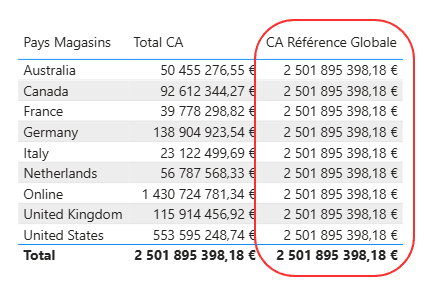 Pays Magasins Total CA CA Référence Globale
Australia 50 455 276,55 € 2 501 895 398,18 €
Canada 92 612 344,27 € 2 501 895 398,18 €
France 39 778 298,82 € 2 501 895 398,18 €
Germany 138 904 923,54 € 2 501 895 398,18 €
Italy 23 122 499,69 € 2 501 895 398,18 €
Netherlands 56 787 568,33 € 2 501 895 398,18 €
Online 1 430 724 781,34 € 2 501 895 398,18 €
United Kingdom 115 914 456,92 € 2 501 895 398,18 €
United States 553 595 248,74 € 2 501 895 398,18 €
Total 2 501 895 398,18 € 2 501 895 398,18 €